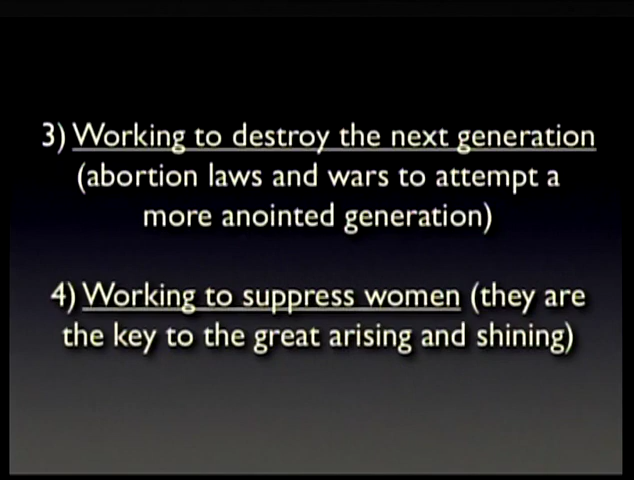 3) Working to destroy the next generation
(abortion laws and wars to attempt a
more anointed generation)
4) Working to suppress women (they are
the key to the great arising and shining)